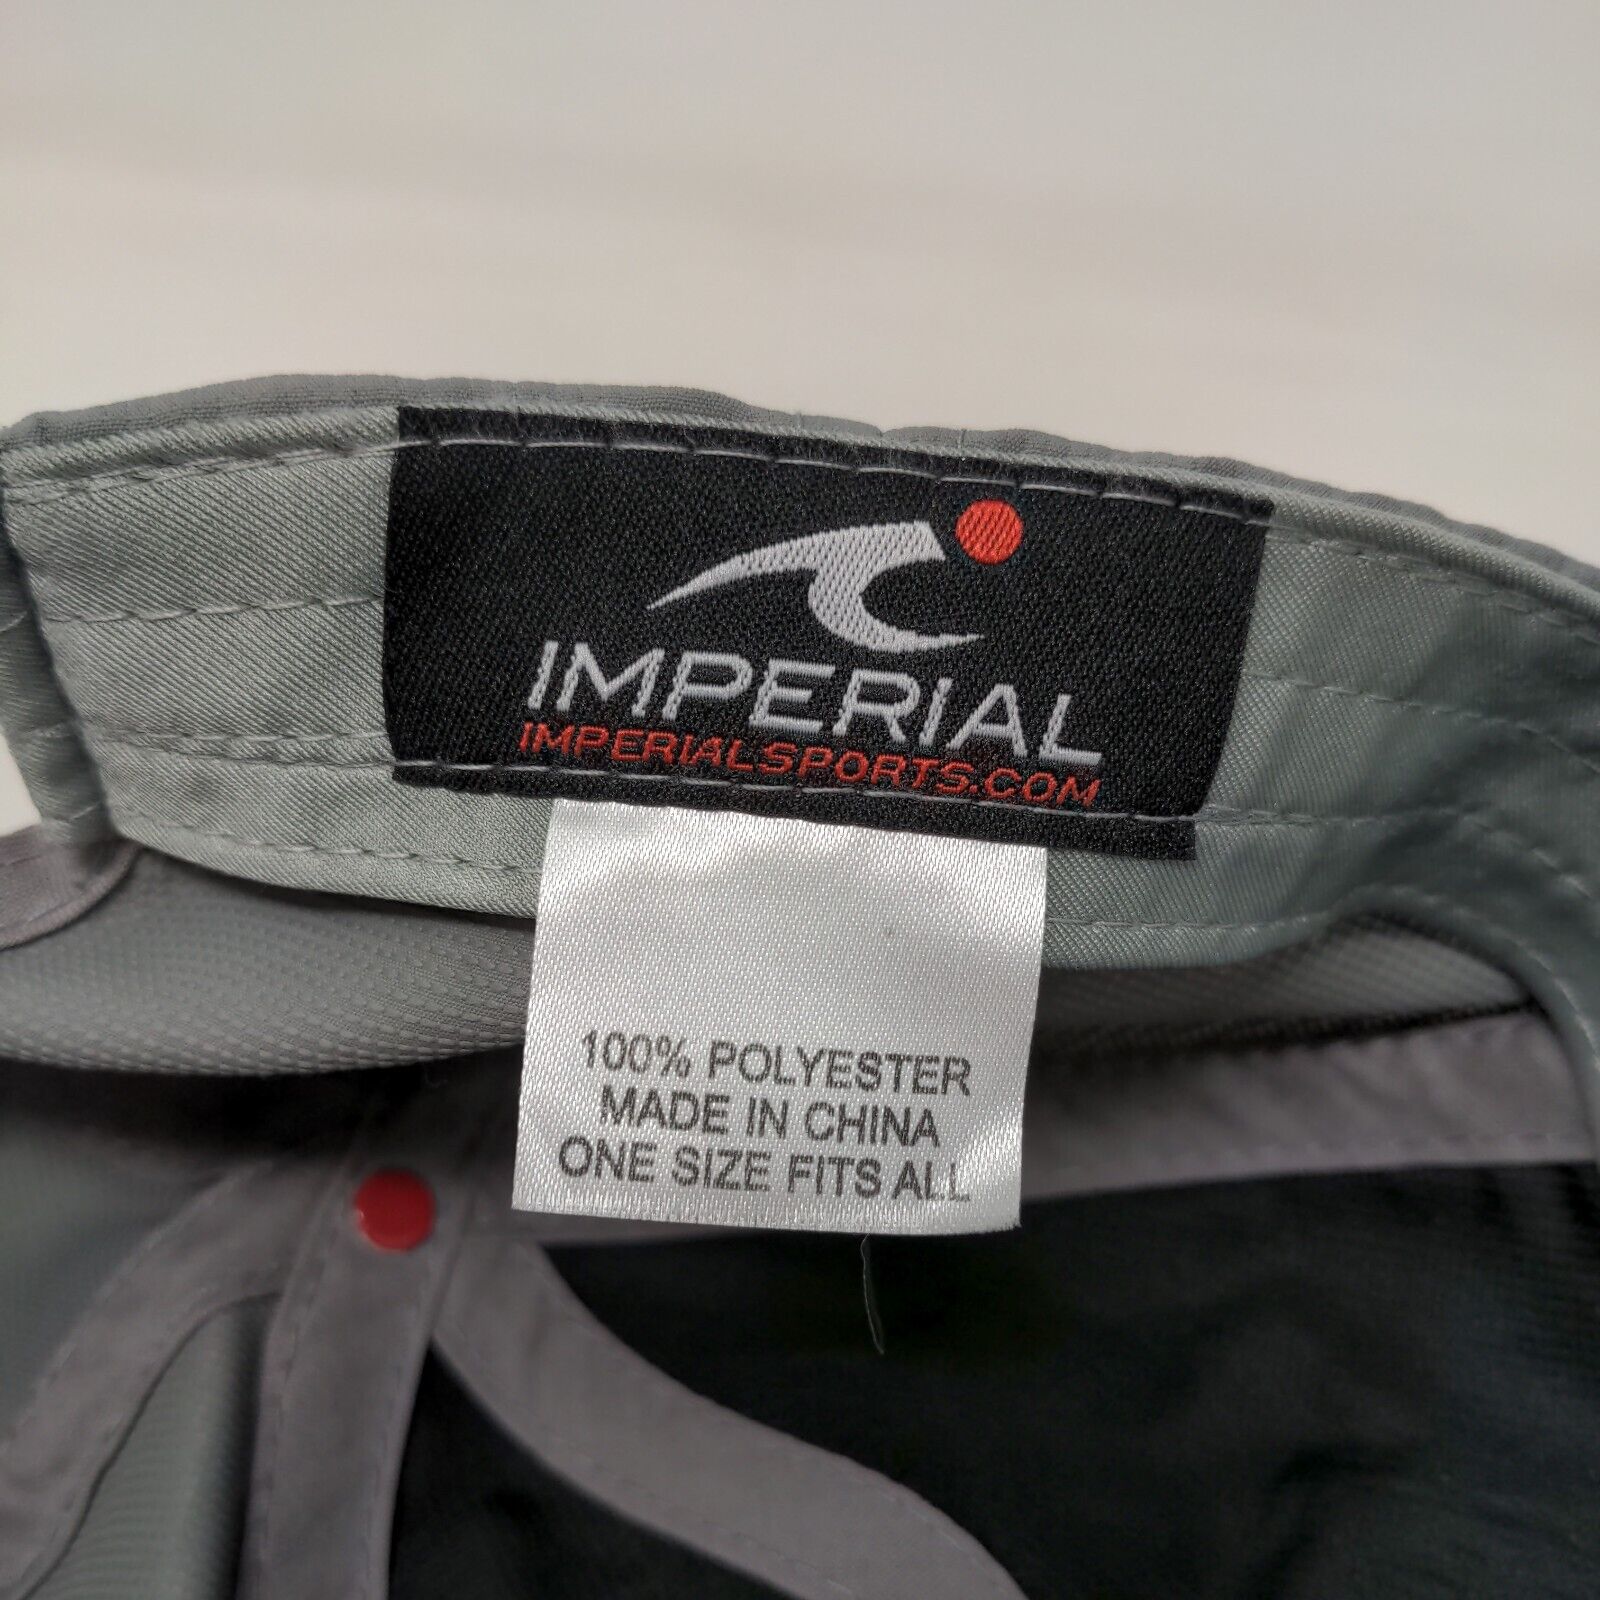 IMPERIAL
IMPERIALSPORTS.COM
100% POLYESTER
MADE IN CHINA
ONE SIZE FITS ALL